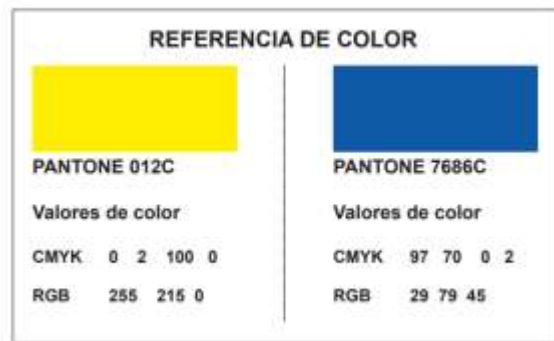 REFERENCIA DE COLOR
PANTONE 012C
Valores de color
CMYK 0 2 100 0
RGB 255 215 0
PANTONE 7686C
Valores de color
CMYK 97 70 0 2
RGB 29 79 45